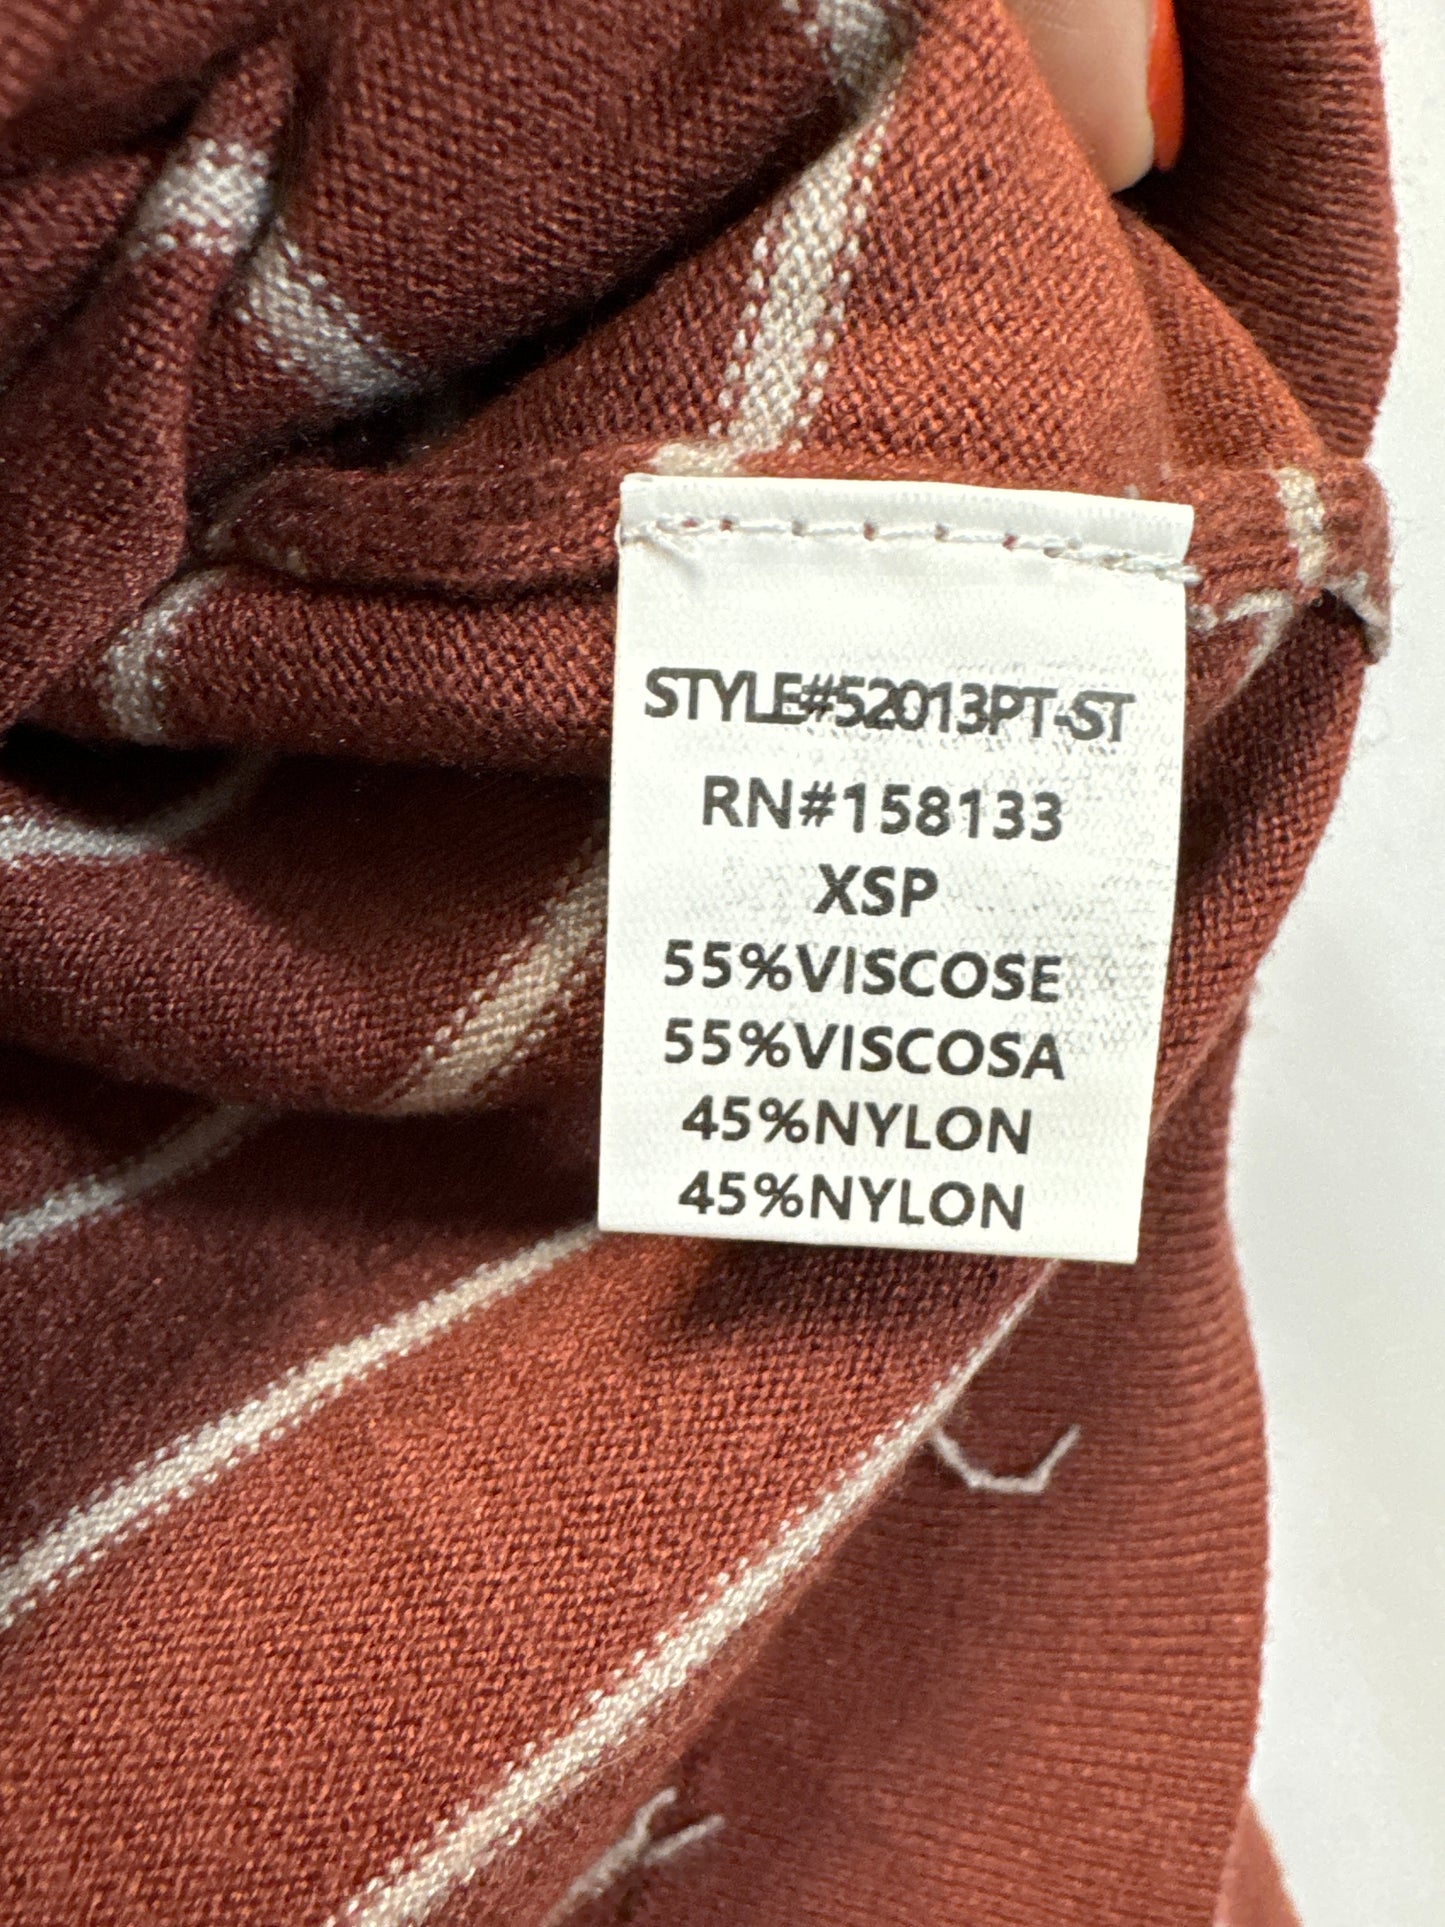 STYLE#52013PT-ST
RN#158133
XSP
55%VISCOSE
55%VISCOSA
45%NYLON
45%NYLON